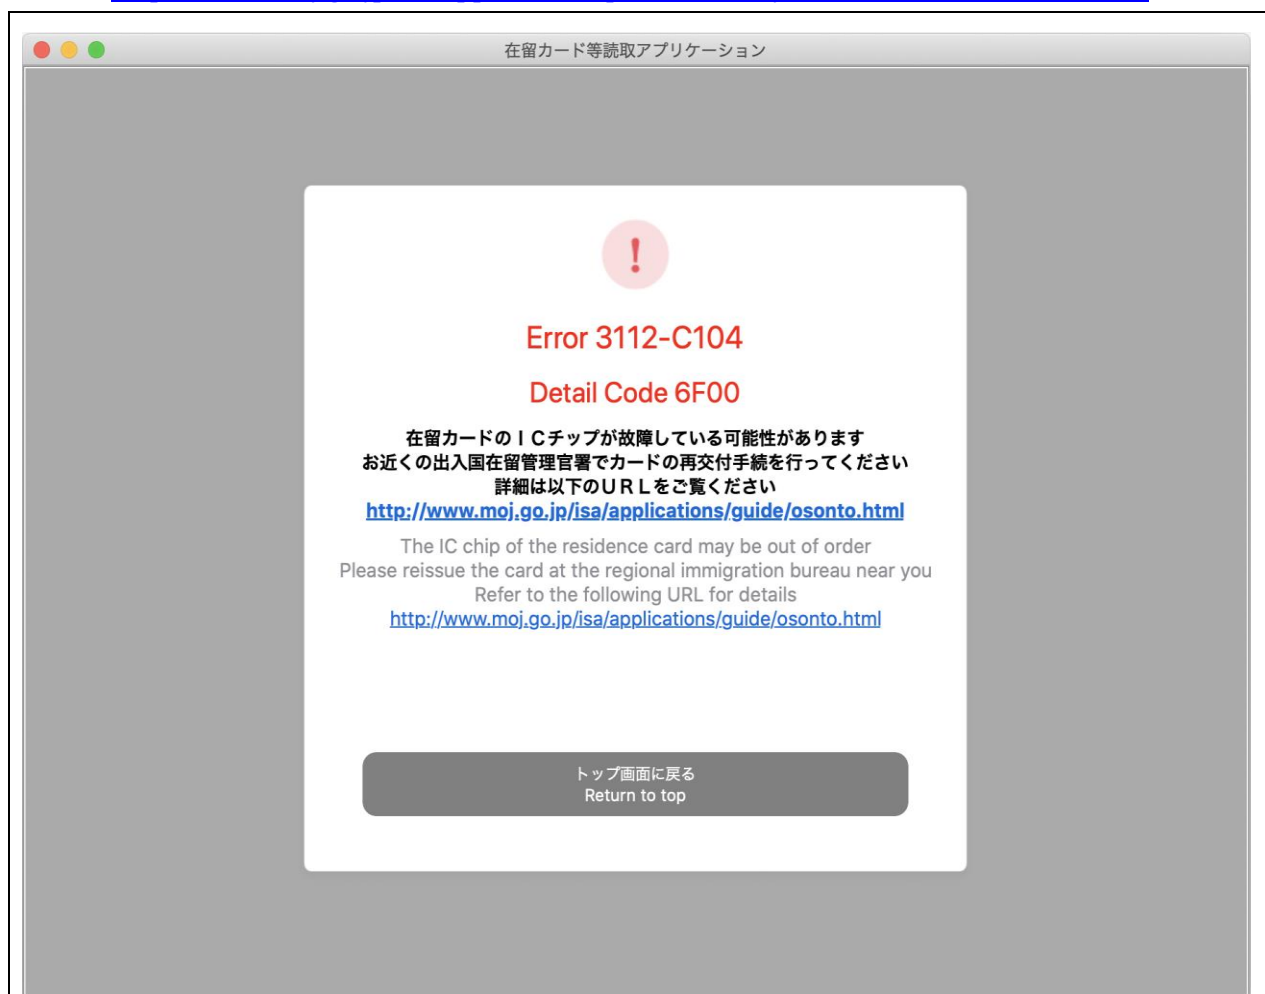 在留カード等読取アプリケーション
!
Error 3112-C104
Detail Code 6F00
在留カードのＩＣチップが故障している可能性があります
お近くの出入国在留管理官署でカードの再交付手続を行ってください
詳細は以下のＵＲＬをご覧ください
http://www.moj.go.jp/isa/applications/guide/osonto.html
The IC chip of the residence card may be out of order
Please reissue the card at the regional immigration bureau near you
Refer to the following URL for details
http://www.moj.go.jp/isa/applications/guide/osonto.html
トップ画面に戻る
Return to top